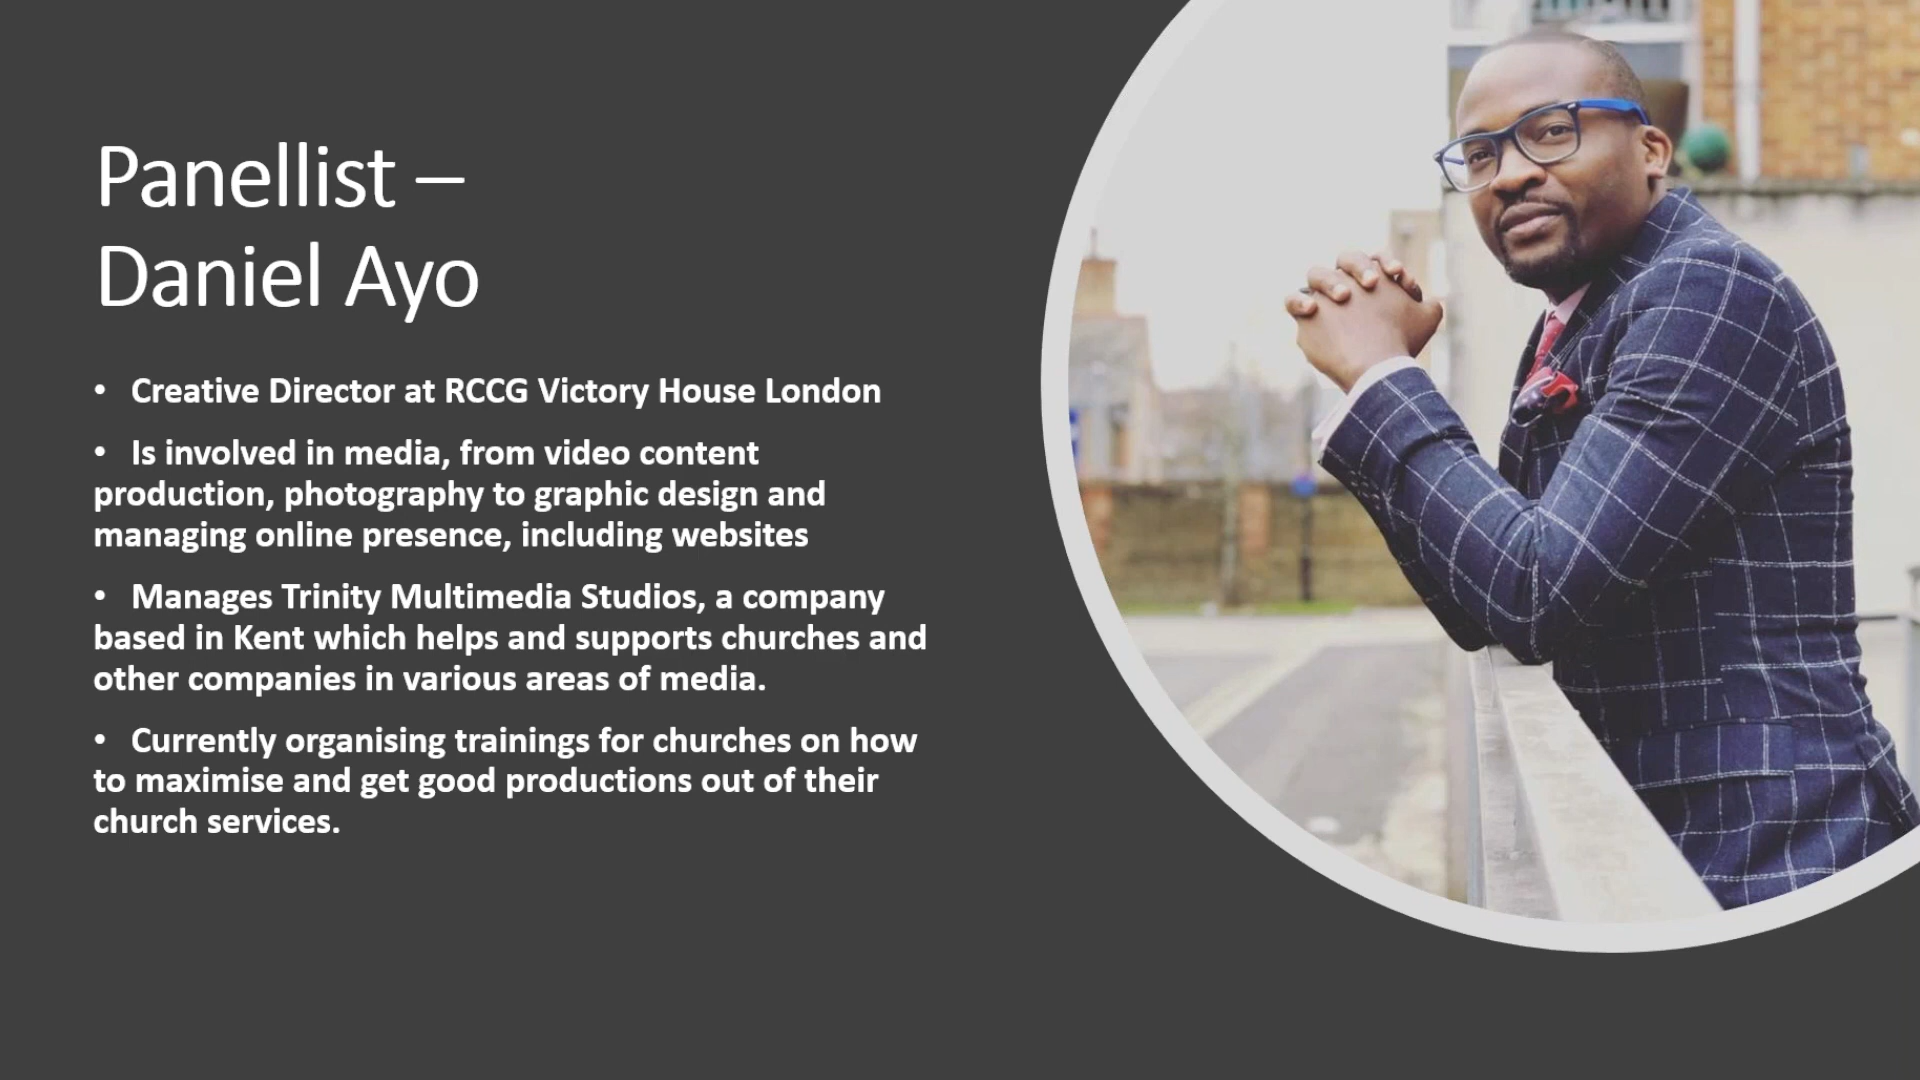 Panellist –
Daniel Ayo
• Creative Director at RCCG Victory House London
• Is involved in media, from video content
production, photography to graphic design and
managing online presence, including websites
• Manages Trinity Multimedia Studios, a company
based in Kent which helps and supports churches and
other companies in various areas of media.
• Currently organising trainings for churches on how
to maximise and get good productions out of their
church services.